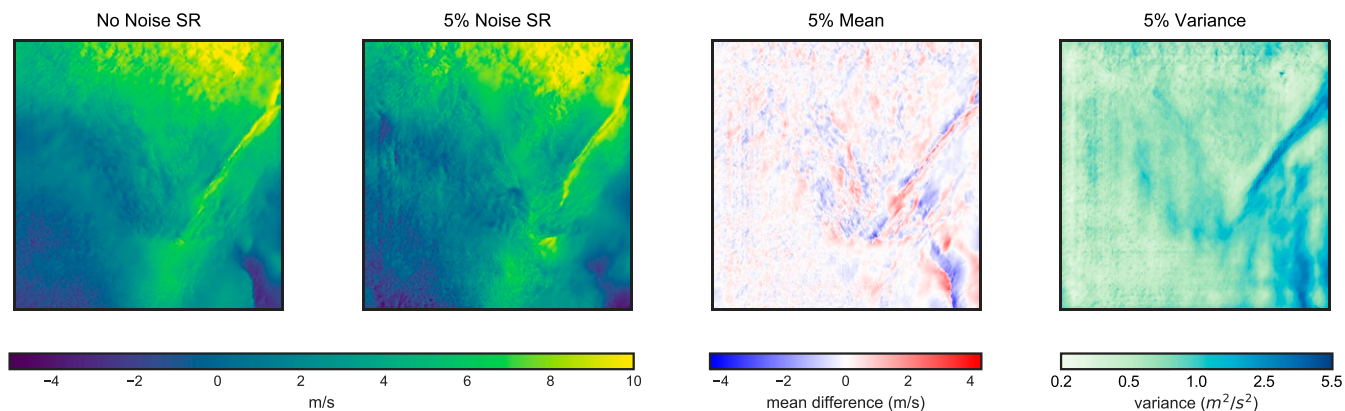 No Noise SR
5% Noise SR
5% Mean
5% Variance
−4 −2 0 2 4 6 8 10
m/s
−4 −2 0 2 4
mean difference (m/s)
0.2 0.5 1.0 2.5 5.5
variance (m²/s²)